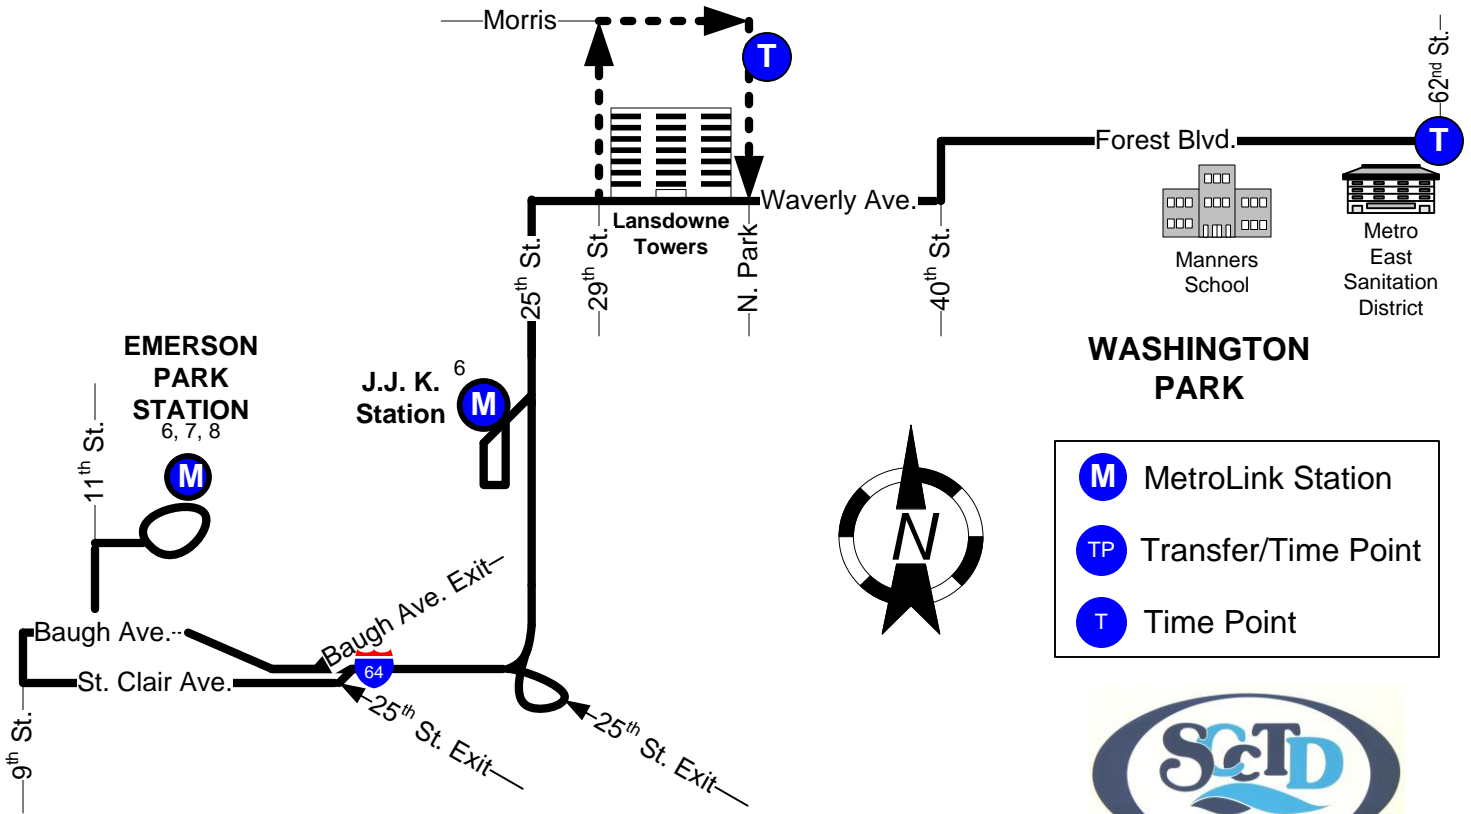 Morris
T
62nd St.
Forest Blvd.
T
Waverly Ave.
Lansdowne
Towers
25th St.
29th St.
N. Park
40th St.
Manners
School
Metro
East
Sanitation
District
WASHINGTON
PARK
EMERSON
PARK
STATION
6, 7, 8
M
11th St.
J.J. K.
Station
6
M
N
M MetroLink Station
TP Transfer/Time Point
T Time Point
Baugh Ave.
Baugh Ave. Exit
64
St. Clair Ave.
25th St. Exit
25th St. Exit
9th St.
SCCTD